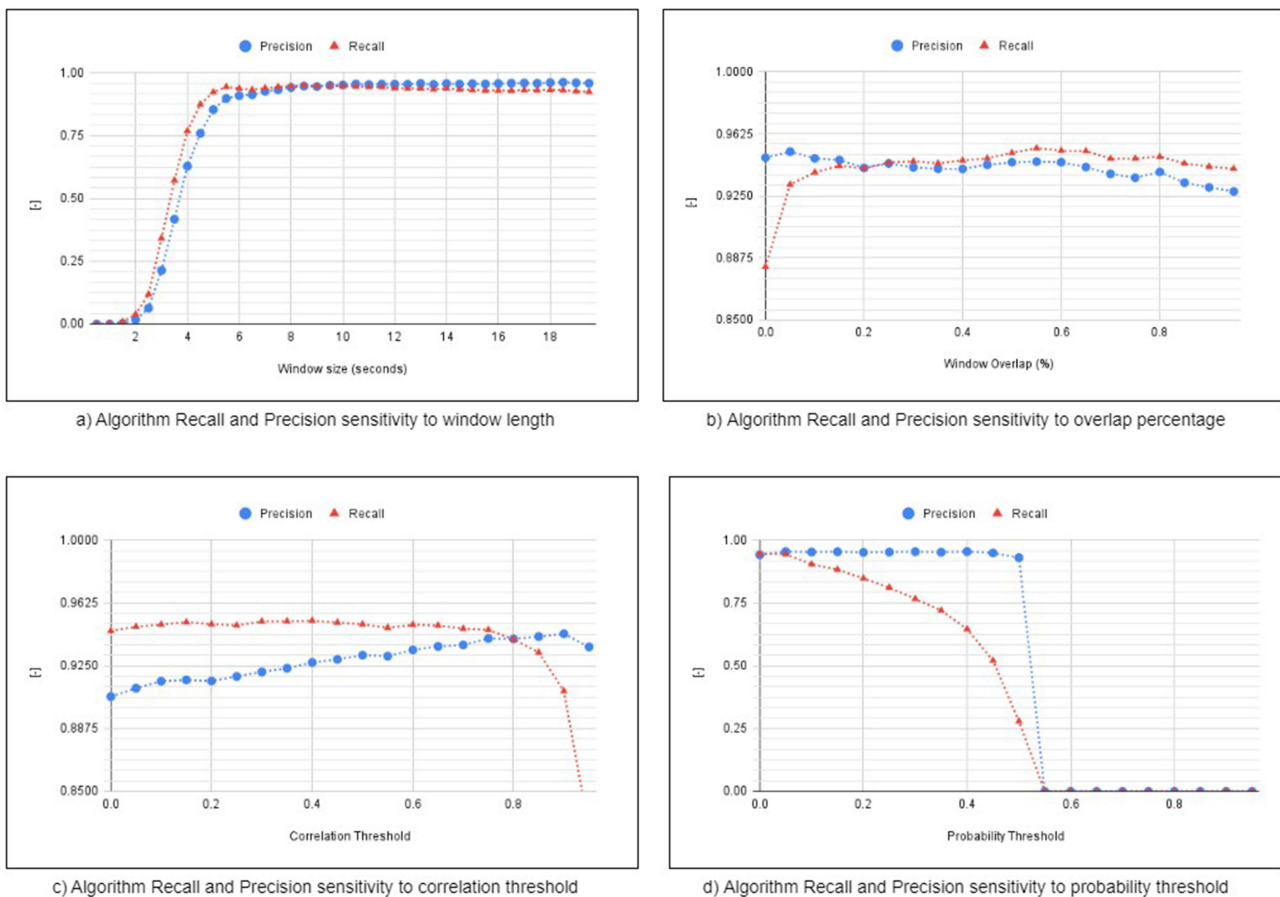 Precision Recall
1.00
0.75
0.50
0.25
0.00
[-]
2 4 6 8 10 12 14 16 18
Window size (seconds)
a) Algorithm Recall and Precision sensitivity to window length
Precision Recall
1.0000
0.9625
0.9250
0.8875
0.8500
[-]
0.0 0.2 0.4 0.6 0.8
Window Overlap (%)
b) Algorithm Recall and Precision sensitivity to overlap percentage
Precision Recall
1.0000
0.9625
0.9250
0.8875
0.8500
[-]
0.0 0.2 0.4 0.6 0.8
Correlation Threshold
c) Algorithm Recall and Precision sensitivity to correlation threshold
Precision Recall
1.00
0.75
0.50
0.25
0.00
[-]
0.0 0.2 0.4 0.6 0.8
Probability Threshold
d) Algorithm Recall and Precision sensitivity to probability threshold